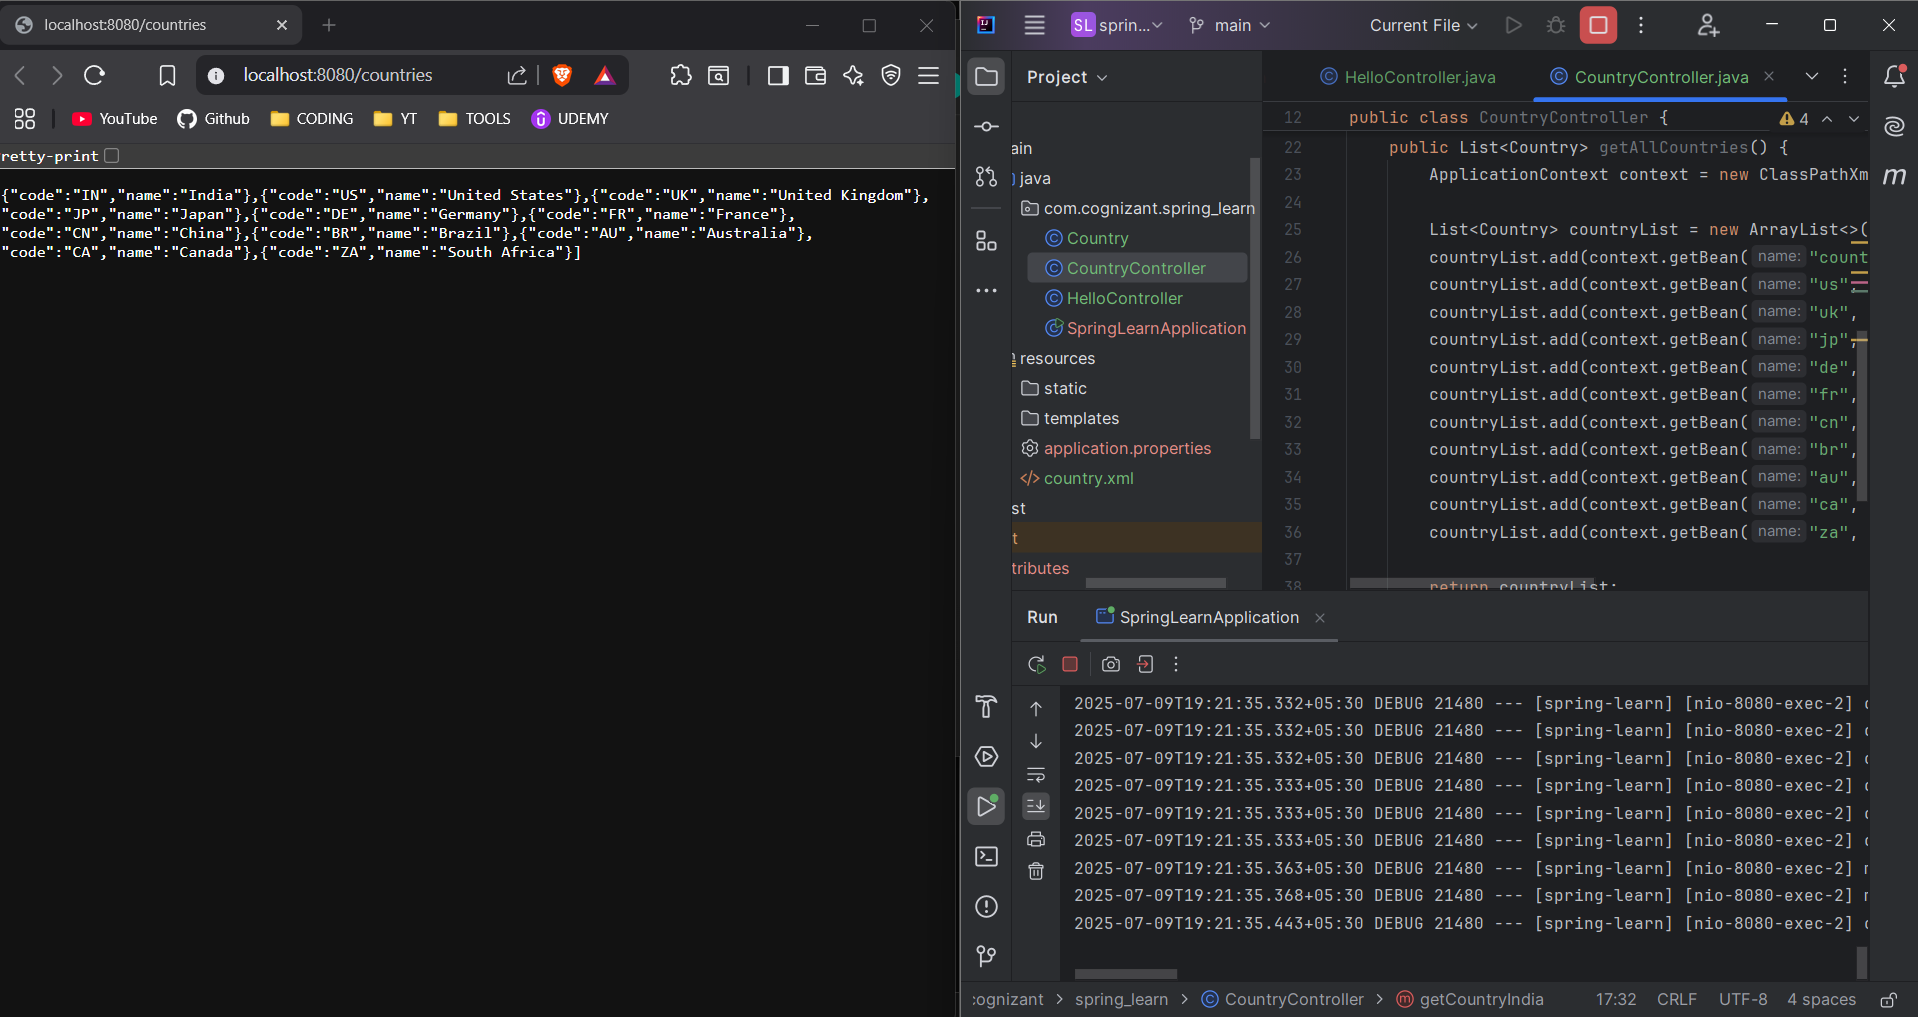 localhost:8080/countries
localhost:8080/countries
YouTube Github CODING YT TOOLS UDEMY
retty-print
{"code":"IN","name":"India"},{"code":"US","name":"United States"},{"code":"UK","name":"United Kingdom"},
"code":"JP","name":"Japan"},{"code":"DE","name":"Germany"},{"code":"FR","name":"France"},
"code":"CN","name":"China"},{"code":"BR","name":"Brazil"},{"code":"AU","name":"Australia"},
"code":"CA","name":"Canada"},{"code":"ZA","name":"South Africa"}]
SL sprin... main Current File
Project
ain
java
com.cognizant.spring_learn
Country
CountryController
HelloController
SpringLearnApplication
resources
static
templates
application.properties
country.xml
st
t
tributes
HelloController.java CountryController.java
12 public class CountryController { 4
22 public List<Country> getAllCountries() {
23 ApplicationContext context = new ClassPathXm
24
25 List<Country> countryList = new ArrayList<>(
26 countryList.add(context.getBean( name: "count
27 countryList.add(context.getBean( name: "us",
28 countryList.add(context.getBean( name: "uk",
29 countryList.add(context.getBean( name: "jp",
30 countryList.add(context.getBean( name: "de",
31 countryList.add(context.getBean( name: "fr",
32 countryList.add(context.getBean( name: "cn",
33 countryList.add(context.getBean( name: "br",
34 countryList.add(context.getBean( name: "au",
35 countryList.add(context.getBean( name: "ca",
36 countryList.add(context.getBean( name: "za",
37
38 return countryList;
Run SpringLearnApplication
2025-07-09T19:21:35.332+05:30 DEBUG 21480 --- [spring-learn] [nio-8080-exec-2]
2025-07-09T19:21:35.332+05:30 DEBUG 21480 --- [spring-learn] [nio-8080-exec-2]
2025-07-09T19:21:35.332+05:30 DEBUG 21480 --- [spring-learn] [nio-8080-exec-2]
2025-07-09T19:21:35.333+05:30 DEBUG 21480 --- [spring-learn] [nio-8080-exec-2]
2025-07-09T19:21:35.333+05:30 DEBUG 21480 --- [spring-learn] [nio-8080-exec-2]
2025-07-09T19:21:35.333+05:30 DEBUG 21480 --- [spring-learn] [nio-8080-exec-2]
2025-07-09T19:21:35.363+05:30 DEBUG 21480 --- [spring-learn] [nio-8080-exec-2]
2025-07-09T19:21:35.368+05:30 DEBUG 21480 --- [spring-learn] [nio-8080-exec-2]
2025-07-09T19:21:35.443+05:30 DEBUG 21480 --- [spring-learn] [nio-8080-exec-2]
cognizant > spring_learn > CountryController > getCountryIndia 17:32 CRLF UTF-8 4 spaces